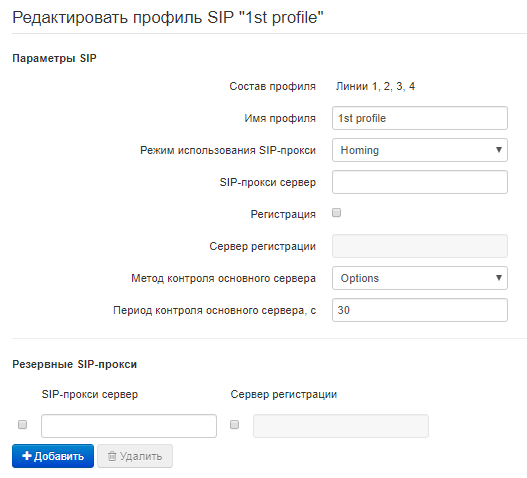 Редактировать профиль SIP "1st profile"
Параметры SIP
Состав профиля Линии 1, 2, 3, 4
Имя профиля 1st profile
Режим использования SIP-прокси Homing
SIP-прокси сервер
Регистрация
Сервер регистрации
Метод контроля основного сервера Options
Период контроля основного сервера, с 30
Резервные SIP-прокси
SIP-прокси сервер Сервер регистрации
Добавить Удалить